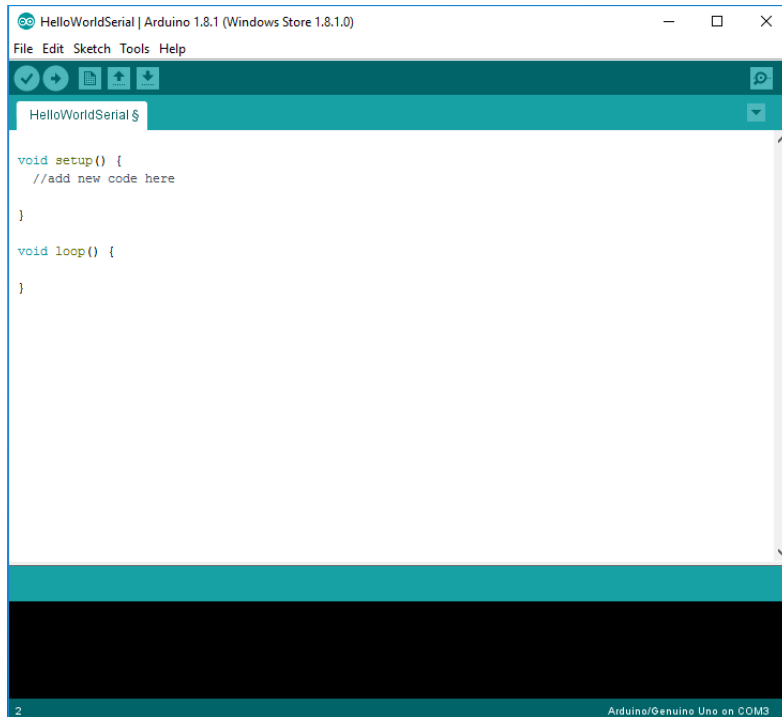 HelloWorldSerial | Arduino 1.8.1 (Windows Store 1.8.1.0)
File Edit Sketch Tools Help
HelloWorldSerial §
void setup() {
  //add new code here
}
void loop() {
}
2
Arduino/Genuino Uno on COM3